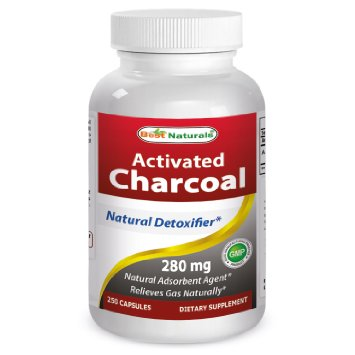 Best Naturals
Activated
Charcoal
Natural Detoxifier*
280 mg
GMP
Natural Adsorbent Agent*
Relieves Gas Naturally*
250 CAPSULES DIETARY SUPPLEMENT